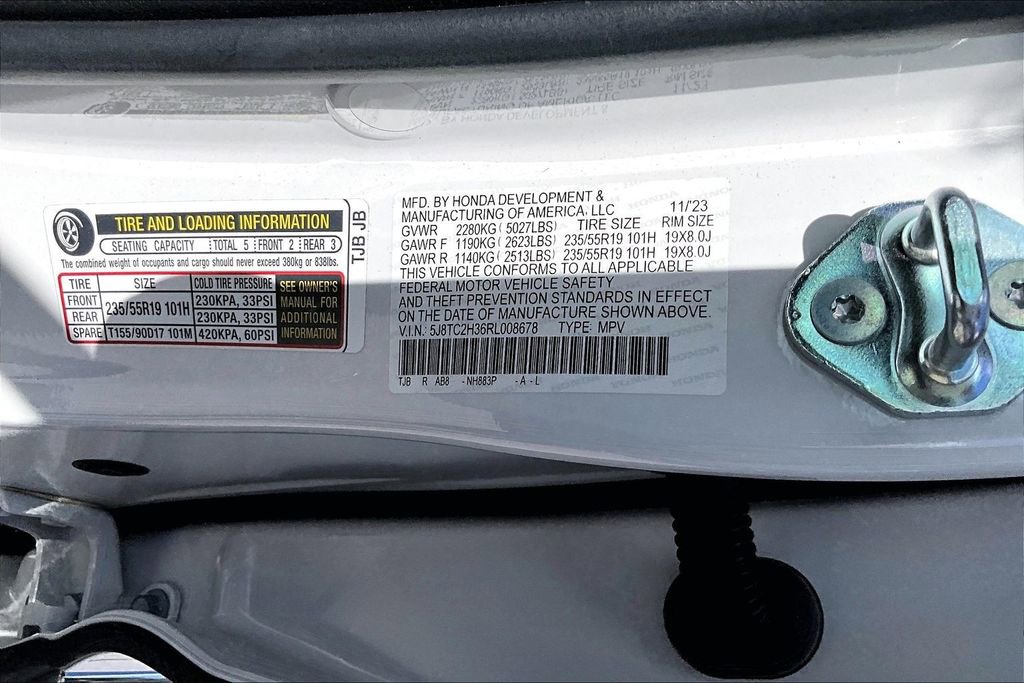 TIRE AND LOADING INFORMATION
SEATING CAPACITY TOTAL 5 FRONT 2 REAR 3
The combined weight of occupants and cargo should never exceed 380kg or 838lbs.
TIRE SIZE COLD TIRE PRESSURE
FRONT 235/55R19 101H 230KPA, 33PSI
REAR 230KPA, 33PSI
SPARE T155/90D17 101M 420KPA, 60PSI
SEE OWNER'S
MANUAL FOR
ADDITIONAL
INFORMATION
TJB JB
MFD. BY HONDA DEVELOPMENT &
MANUFACTURING OF AMERICA, LLC 11/'23
GVWR 2280KG (5027LBS) TIRE SIZE RIM SIZE
GAWR F 1190KG (2623LBS) 235/55R19 101H 19X8.0J
GAWR R 1140KG (2513LBS) 235/55R19 101H 19X8.0J
THIS VEHICLE CONFORMS TO ALL APPLICABLE
FEDERAL MOTOR VEHICLE SAFETY
AND THEFT PREVENTION STANDARDS IN EFFECT
ON THE DATE OF MANUFACTURE SHOWN ABOVE.
V.I.N.: 5J8TC2H36RL008678 TYPE: MPV
TJB R AB8 -NH883P -A-L